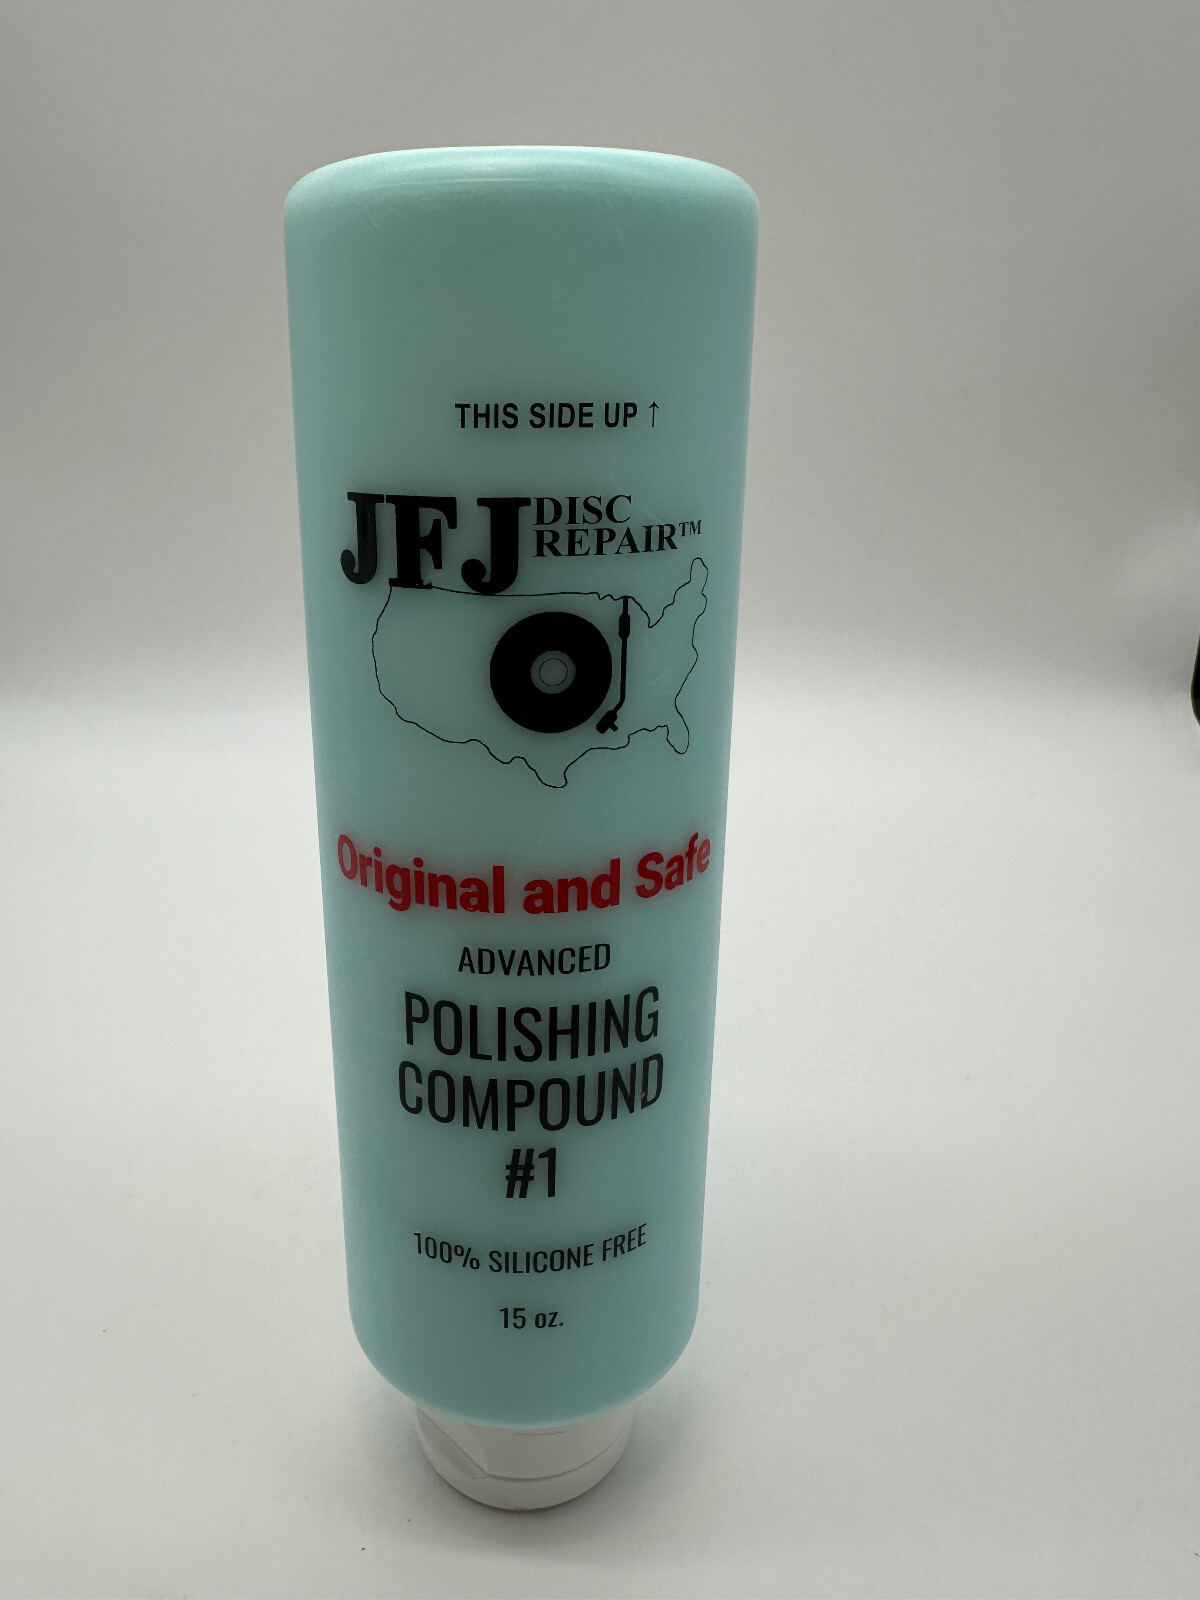 THIS SIDE UP ↑
JFJ DISC
REPAIR™
Original and Safe
ADVANCED
POLISHING
COMPOUND
#1
100% SILICONE FREE
15 oz.